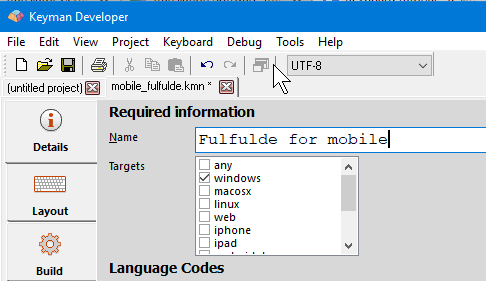 Keyman Developer
File Edit View Project Keyboard Debug Tools Help
UTF-8
(untitled project) mobile_fulfulde.kmn *
Details
Layout
Build
Required information
Name Fulfulde for mobile
Targets
any
windows
macosx
linux
web
iphone
ipad
Language Codes